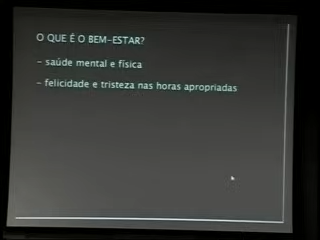 O QUE É O BEM-ESTAR?
- saúde mental e física
- felicidade e tristeza nas horas apropriadas